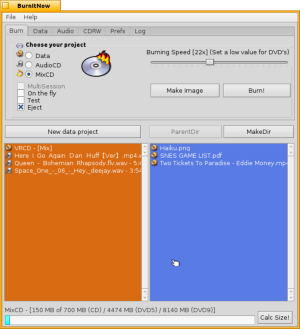 BurnItNow
File Help
Burn Data Audio CDRW Prefs Log
Choose your project
Data
AudioCD
MixCD
MultiSession
On the fly
Test
Eject
Burning Speed [22x] (Set a low value for DVD's)
Make Image Burn!
New data project ParentDir MakeDir
VRCD - [Mix]
Here I Go Again Dan Huff [Var] .mp4.
Queen - Bohemian Rhapsody.flv.wav - 5:
Space_One_-_06_-_Hey,_deejay.wav - 3:54
Haiku.png
SNES GAME LIST.pdf
Two Tickets To Paradise - Eddie Money.mp
MixCD - [150 MB of 700 MB (CD) / 4474 MB (DVD5) / 8140 MB (DVD9)]
Calc Size!